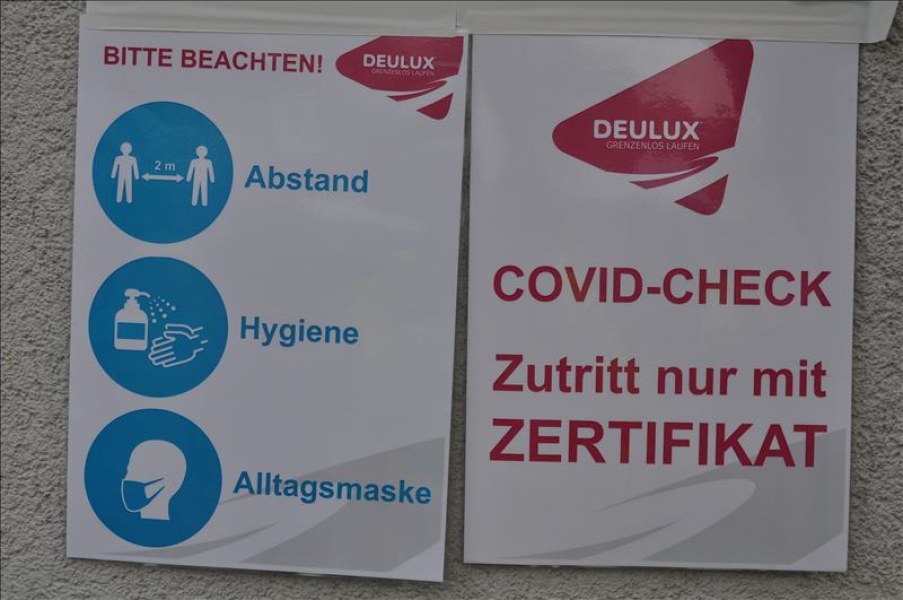 BITTE BEACHTEN!
DEULUX
GRENZENLOS LAUFEN
2 m
Abstand
Hygiene
Alltagsmaske
DEULUX
GRENZENLOS LAUFEN
COVID-CHECK
Zutritt nur mit
ZERTIFIKAT